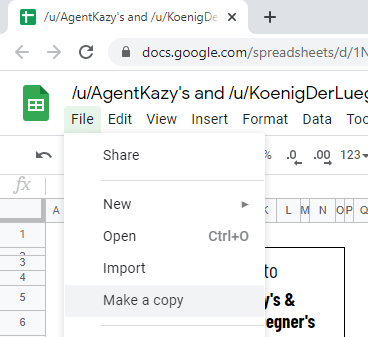 /u/AgentKazy's and /u/KoenigDe
docs.google.com/spreadsheets/d/1N
/u/AgentKazy's and /u/KoenigDerLueg
File Edit View Insert Format Data Too
Share % .0 .00 123
fx
New
A K L M N O P Q
Open Ctrl+O
1
2
Import to
3
4
Make a copy y's &
5
6 egner's